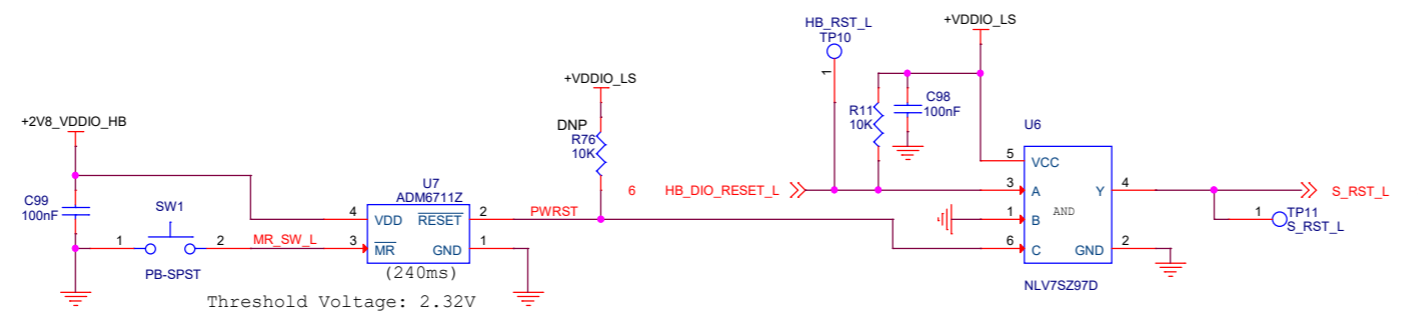 HB_RST_L
TP10
1
+VDDIO_LS
+VDDIO_LS
+2V8_VDDIO_HB
DNP
R76
10K
R11
10K
C98
100nF
U6
C99
100nF
SW1
1
2
PB-SPST
MR_SW_L
U7
ADM6711Z
4
VDD
RESET
2
3
MR
GND
1
(240ms)
Threshold Voltage: 2.32V
PWRST
6
HB_DIO_RESET_L
5
VCC
3
A
Y
4
1
B
AND
6
C
GND
2
NLV7SZ97D
S_RST_L
1
TP11
S_RST_L